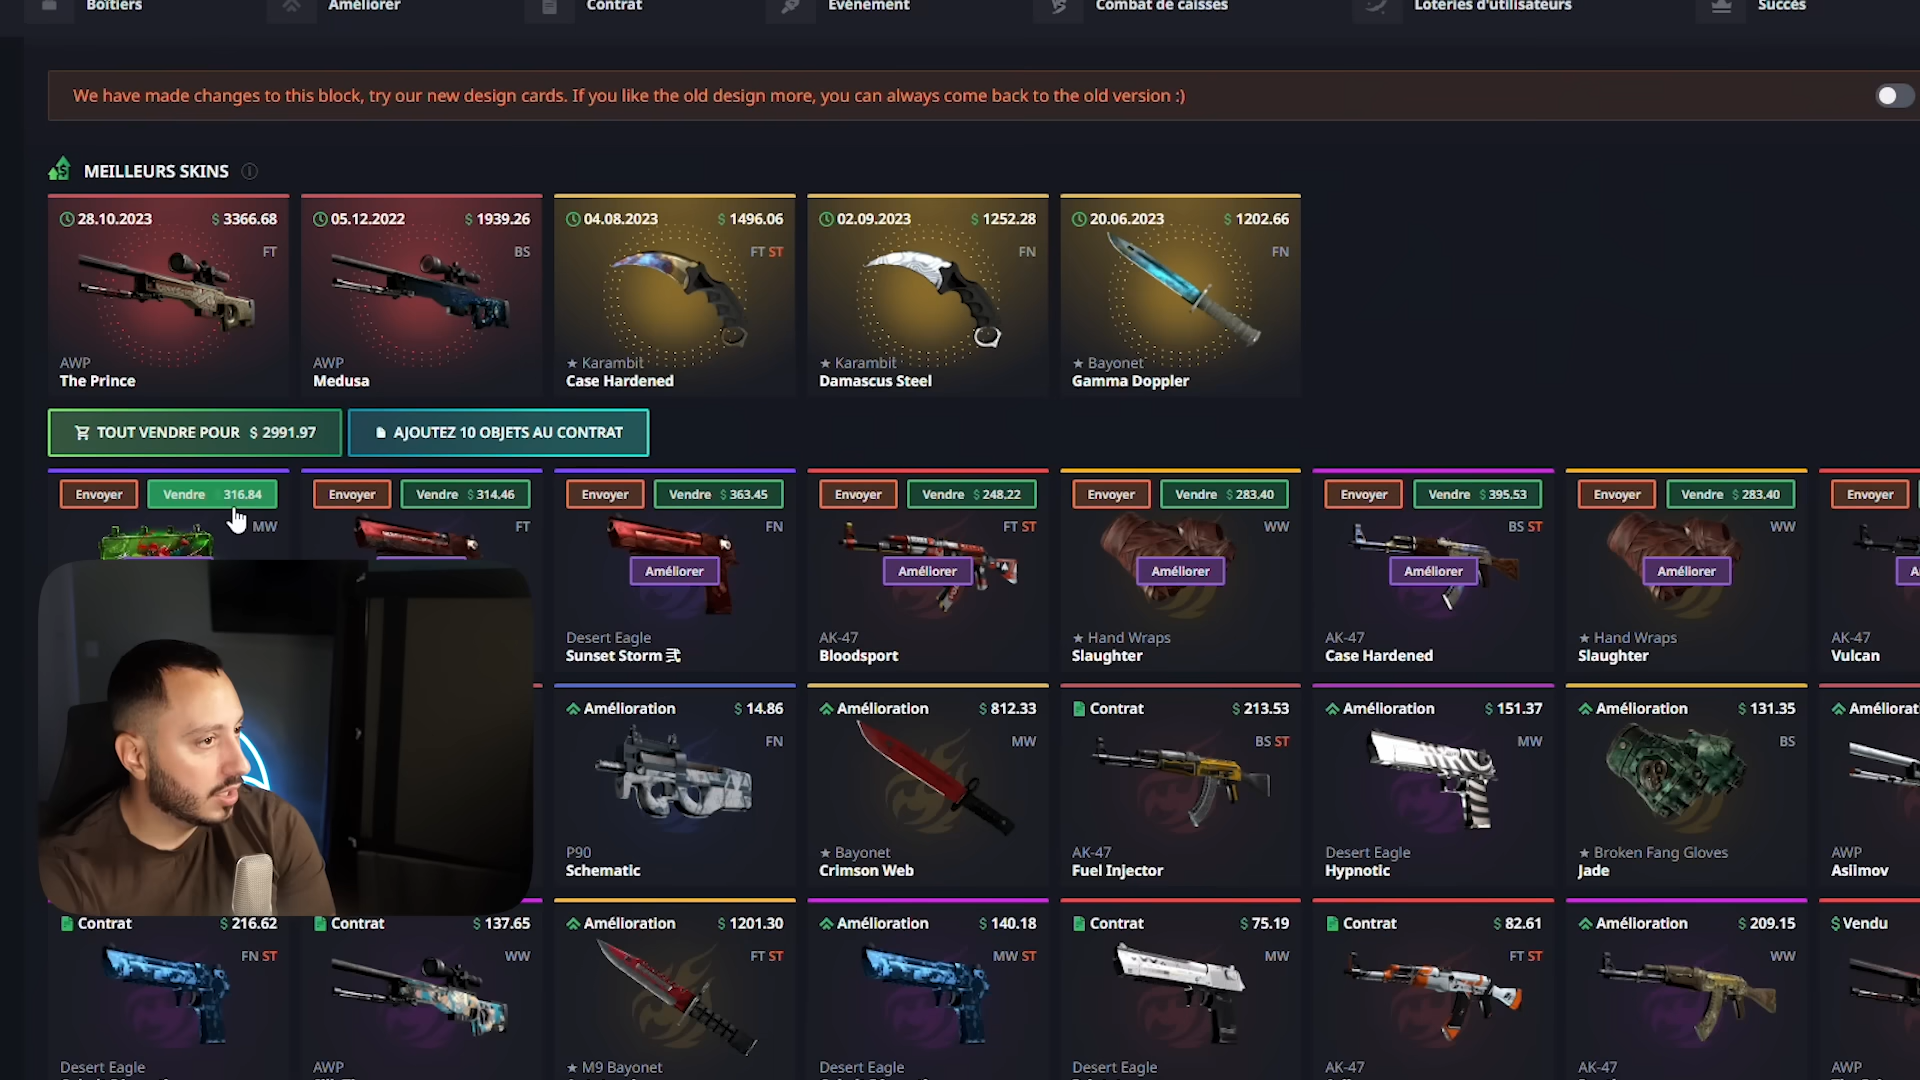 Boîtiers
Améliorer
Contrat
Événement
Combat de caisses
Loteries d'utilisateurs
Succès
We have made changes to this block, try our new design cards. If you like the old design more, you can always come back to the old version :)
MEILLEURS SKINS
28.10.2023 $ 3366.68
FT
AWP
The Prince
05.12.2022 $ 1939.26
BS
AWP
Medusa
04.08.2023 $ 1496.06
FT ST
★ Karambit
Case Hardened
02.09.2023 $ 1252.28
FN
★ Karambit
Damascus Steel
20.06.2023 $ 1202.66
FN
★ Bayonet
Gamma Doppler
TOUT VENDRE POUR $ 2991.97
AJOUTEZ 10 OBJETS AU CONTRAT
Envoyer Vendre 316.84
MW
Envoyer Vendre $ 314.46
FT
Envoyer Vendre $ 363.45
FN
Améliorer
Desert Eagle
Sunset Storm 弐
Envoyer Vendre $ 248.22
FT ST
Améliorer
AK-47
Bloodsport
Envoyer Vendre $ 283.40
WW
Améliorer
★ Hand Wraps
Slaughter
Envoyer Vendre $ 395.53
BS ST
Améliorer
AK-47
Case Hardened
Envoyer Vendre $ 283.40
WW
Améliorer
★ Hand Wraps
Slaughter
Envoyer
A
AK-47
Vulcan
Amélioration $ 14.86
FN
P90
Schematic
Amélioration $ 812.33
MW
★ Bayonet
Crimson Web
Contrat $ 213.53
BS ST
AK-47
Fuel Injector
Amélioration $ 151.37
MW
Desert Eagle
Hypnotic
Amélioration $ 131.35
BS
★ Broken Fang Gloves
Jade
Améliorat
AWP
Asiimov
Contrat $ 216.62
FN ST
Desert Eagle
Contrat $ 137.65
WW
AWP
Amélioration $ 1201.30
FT ST
★ M9 Bayonet
Amélioration $ 140.18
MW ST
Desert Eagle
Contrat $ 75.19
MW
Desert Eagle
Contrat $ 82.61
FT ST
AK-47
Amélioration $ 209.15
WW
AK-47
$ Vendu
AWP